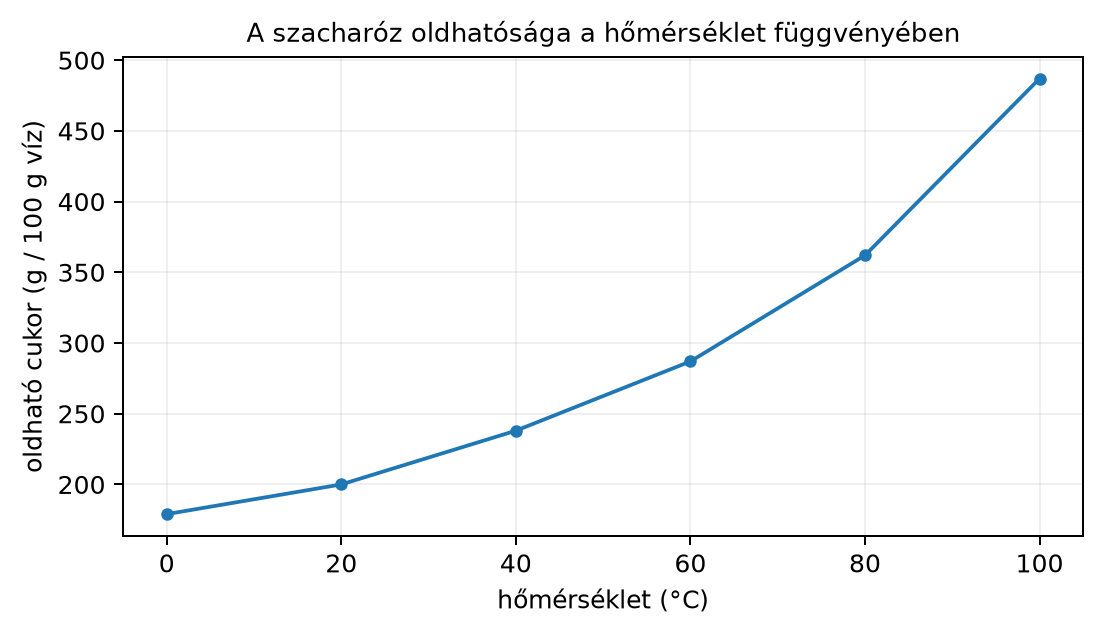 A szacharóz oldhatósága a hőmérséklet függvényében
oldható cukor (g / 100 g víz)
500
450
400
350
300
250
200
0 20 40 60 80 100
hőmérséklet (°C)